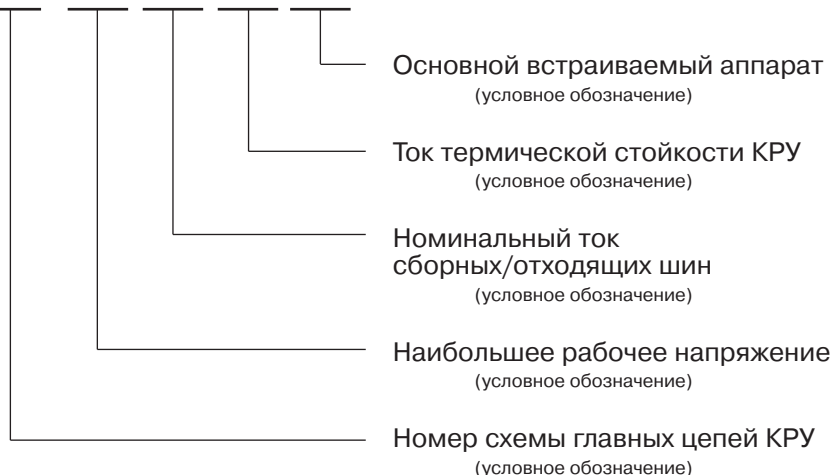 Основной встраиваемый аппарат
(условное обозначение)
Ток термической стойкости КРУ
(условное обозначение)
Номинальный ток
сборных/отходящих шин
(условное обозначение)
Наибольшее рабочее напряжение
(условное обозначение)
Номер схемы главных цепей КРУ
(условное обозначение)